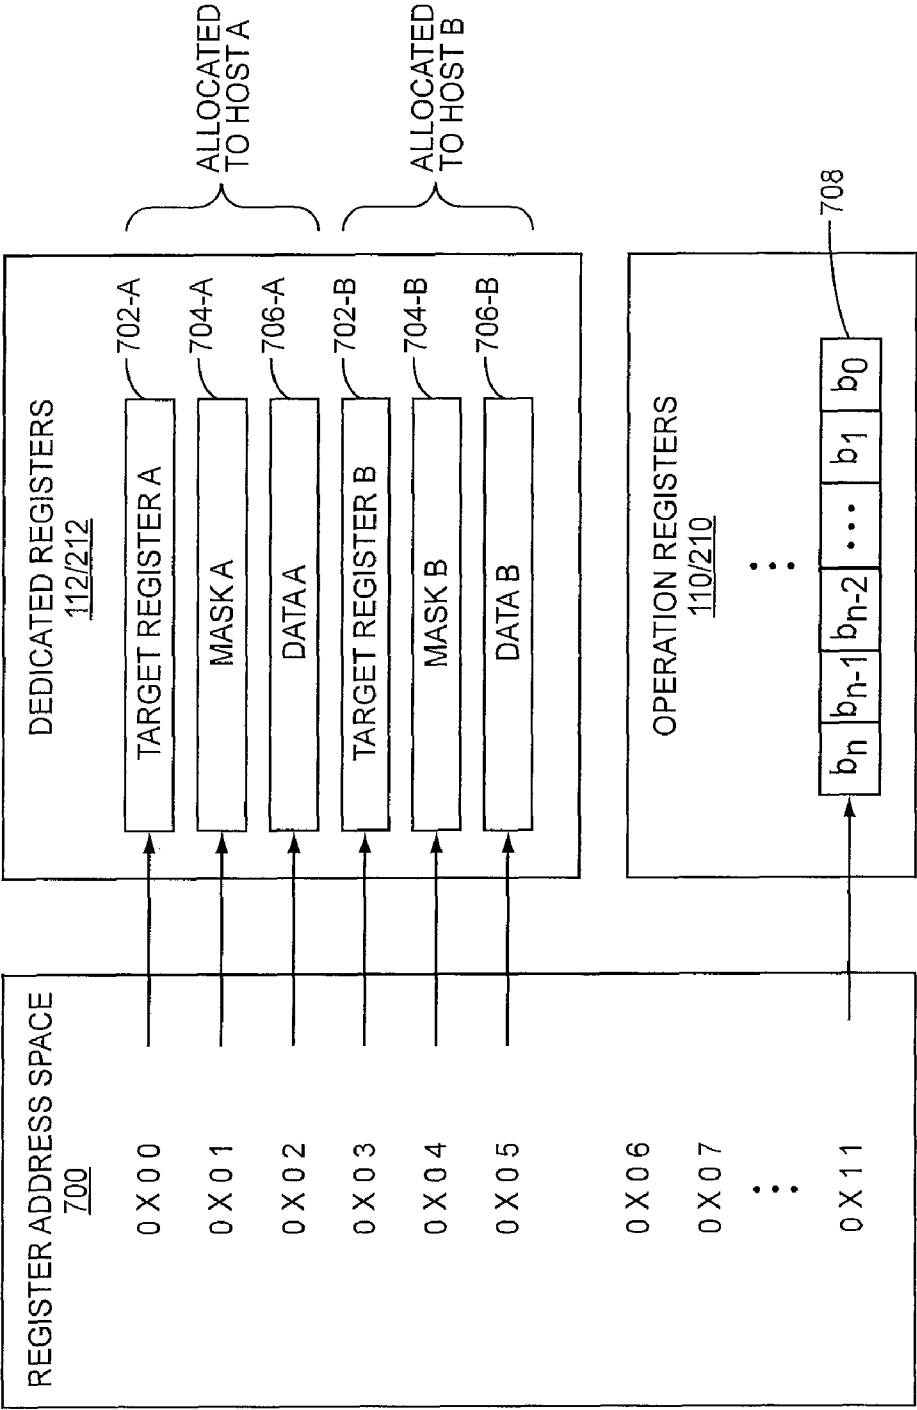 REGISTER ADDRESS SPACE
700
0X00
0X01
0X02
0X03
0X04
0X05
0X06
0X07
⋮
0X11
DEDICATED REGISTERS
112/212
TARGET REGISTER A
702-A
MASK A
704-A
DATA A
706-A
TARGET REGISTER B
702-B
MASK B
704-B
DATA B
706-B
ALLOCATED
TO HOST A
ALLOCATED
TO HOST B
OPERATION REGISTERS
110/210
⋮
bn bn-1 bn-2 ... b1 b0
708